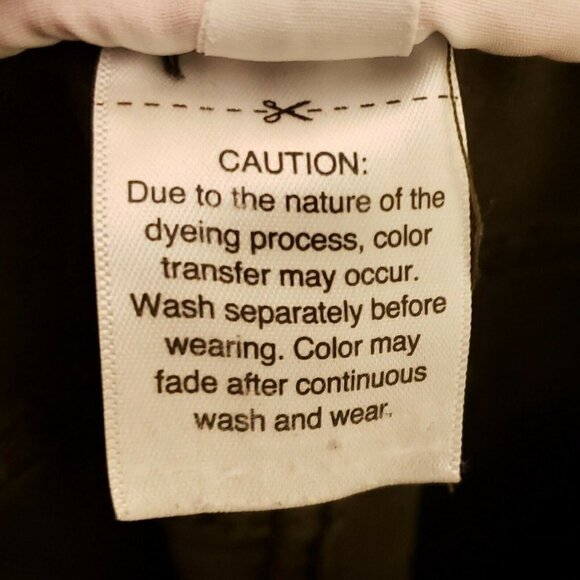 CAUTION:
Due to the nature of the
dyeing process, color
transfer may occur.
Wash separately before
wearing. Color may
fade after continuous
wash and wear.